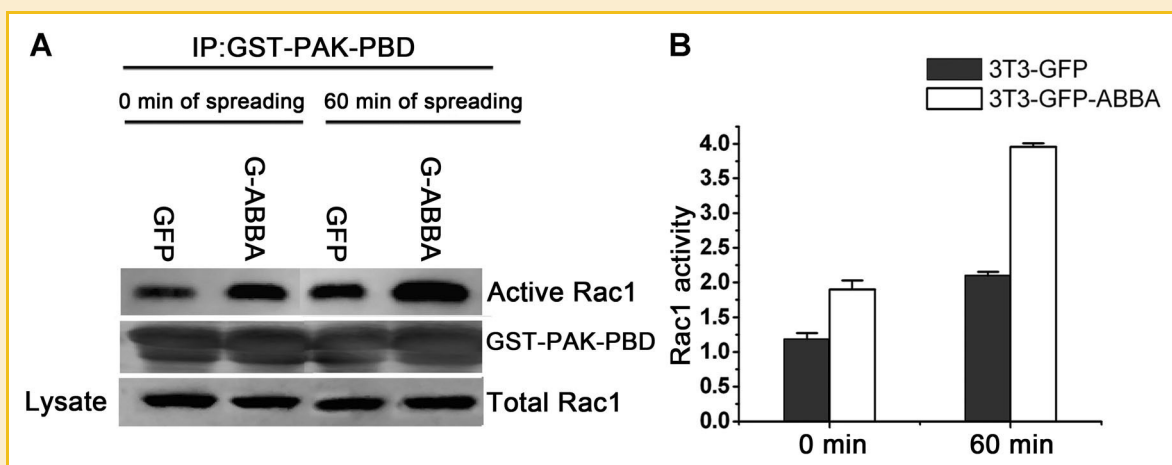 A
IP:GST-PAK-PBD
0 min of spreading
60 min of spreading
GFP
G-ABBA
GFP
G-ABBA
Active Rac1
GST-PAK-PBD
Lysate
Total Rac1
B
3T3-GFP
3T3-GFP-ABBA
Rac1 activity
4.0
3.5
3.0
2.5
2.0
1.5
1.0
0.5
0.0
0 min
60 min